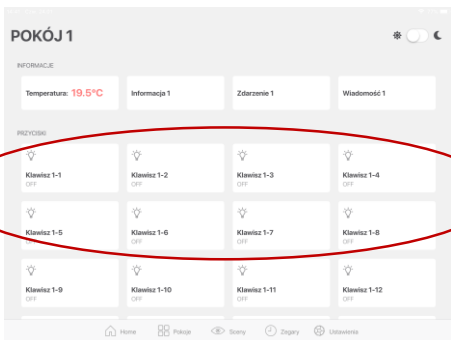 POKÓJ 1
INFORMACJE
Temperatura: 19.5°C
Informacja 1
Zdarzenie 1
Wiadomość 1
PRZYCISKI
Klawisz 1-1
OFF
Klawisz 1-2
OFF
Klawisz 1-3
OFF
Klawisz 1-4
OFF
Klawisz 1-5
OFF
Klawisz 1-6
OFF
Klawisz 1-7
OFF
Klawisz 1-8
OFF
Klawisz 1-9
OFF
Klawisz 1-10
OFF
Klawisz 1-11
OFF
Klawisz 1-12
OFF
Home Pokoje Sceny Zegary Ustawienia